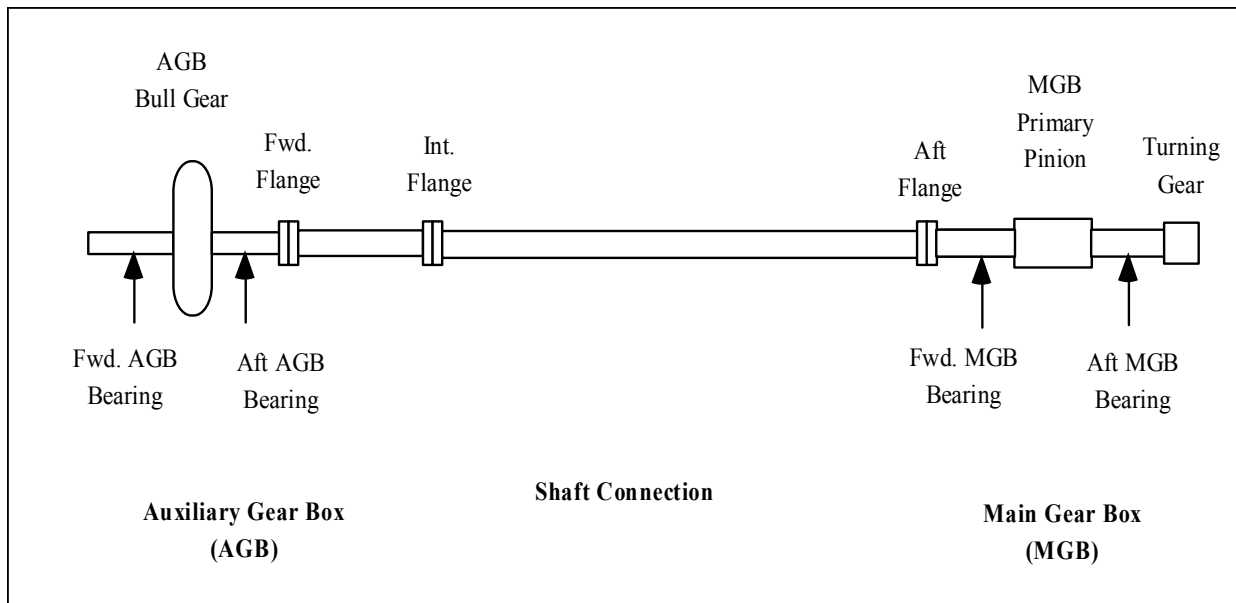 AGB
Bull Gear
Fwd.
Flange
Int.
Flange
Aft
Flange
MGB
Primary
Pinion
Turning
Gear
Fwd. AGB
Bearing
Aft AGB
Bearing
Fwd. MGB
Bearing
Aft MGB
Bearing
Shaft Connection
Auxiliary Gear Box
(AGB)
Main Gear Box
(MGB)